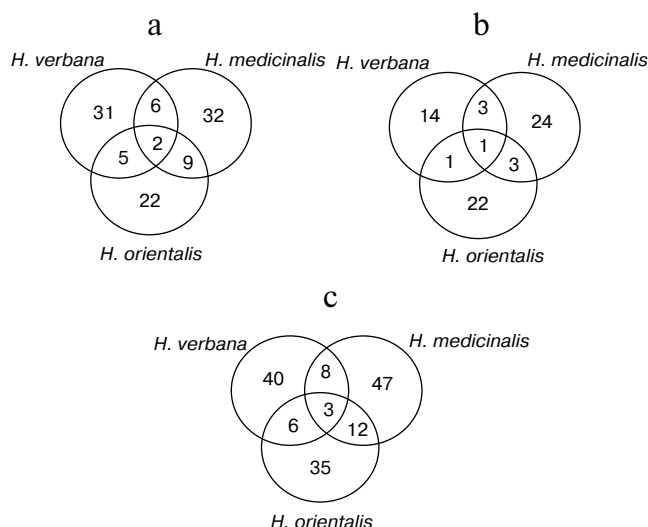 a
H. verbana H. medicinalis
31 6 32
5 2 9
22
H. orientalis
b
H. verbana H. medicinalis
14 3 24
1 1 3
22
H. orientalis
c
H. verbana H. medicinalis
40 8 47
6 3 12
35
H. orientalis